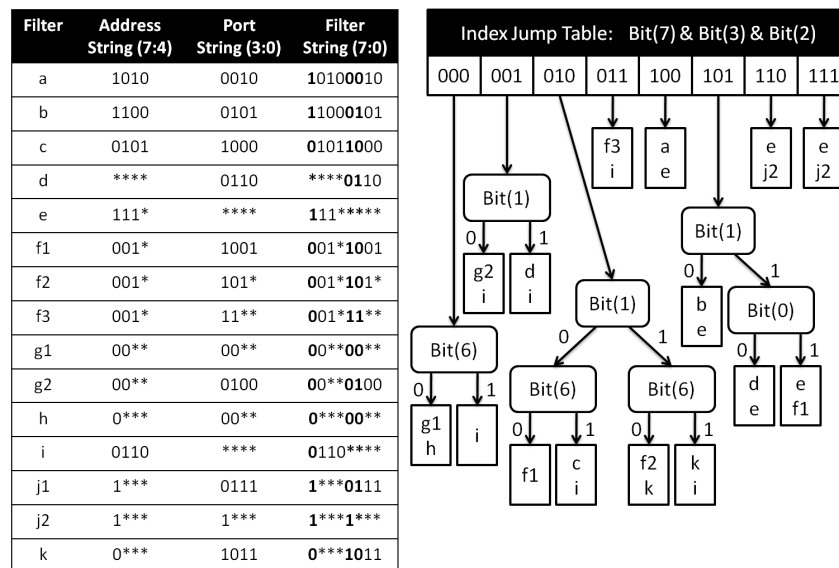 Filter Address String (7:4) Port String (3:0) Filter String (7:0)
a 1010 0010 10100010
b 1100 0101 11000101
c 0101 1000 01011000
d **** 0110 ****0110
e 111* **** 111*****
f1 001* 1001 001*1001
f2 001* 101* 001*101*
f3 001* 11** 001*11**
g1 00** 00** 00**00**
g2 00** 0100 00**0100
h 0*** 00** 0***00**
i 0110 **** 0110****
j1 1*** 0111 1***0111
j2 1*** 1*** 1***1***
k 0*** 1011 0***1011
Index Jump Table: Bit(7) & Bit(3) & Bit(2)
000 001 010 011 100 101 110 111
f3 a e e
i e j2 j2
Bit(1)
0 1
g2 d
i i
Bit(1)
0 1
b
e
Bit(0)
0 1
d e
e f1
Bit(1)
0 1
Bit(6)
0 1
g1 i
h
Bit(6) Bit(6)
0 1 0 1
f1 c f2 k
i k i